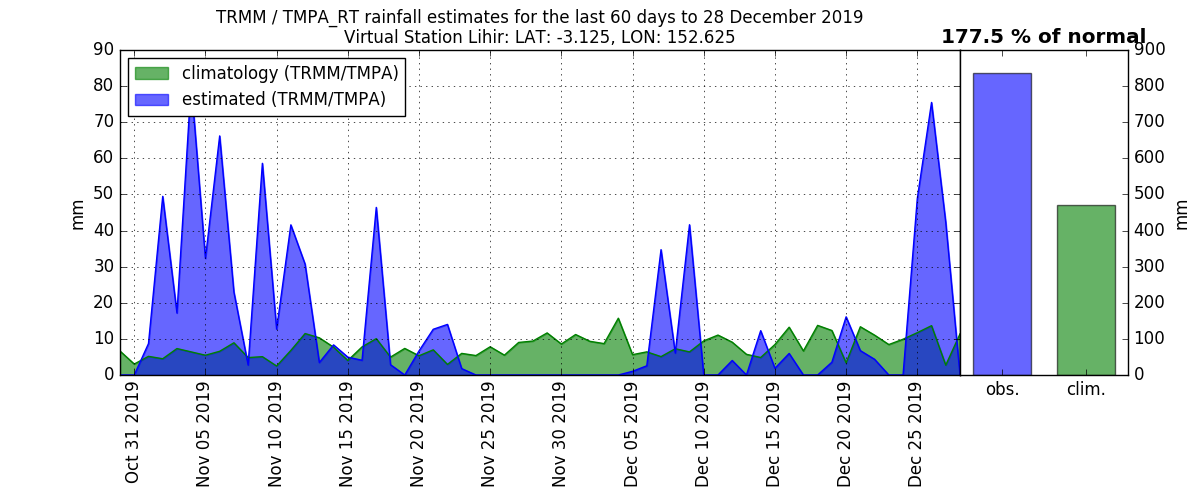 TRMM / TMPA_RT rainfall estimates for the last 60 days to 28 December 2019
Virtual Station Lihir: LAT: -3.125, LON: 152.625
177.5 % of normal
climatology (TRMM/TMPA)
estimated (TRMM/TMPA)
90
80
70
60
50
40
30
20
10
0
mm
Oct 31 2019
Nov 05 2019
Nov 10 2019
Nov 15 2019
Nov 20 2019
Nov 25 2019
Nov 30 2019
Dec 05 2019
Dec 10 2019
Dec 15 2019
Dec 20 2019
Dec 25 2019
obs.
clim.
900
800
700
600
500
400
300
200
100
0
mm